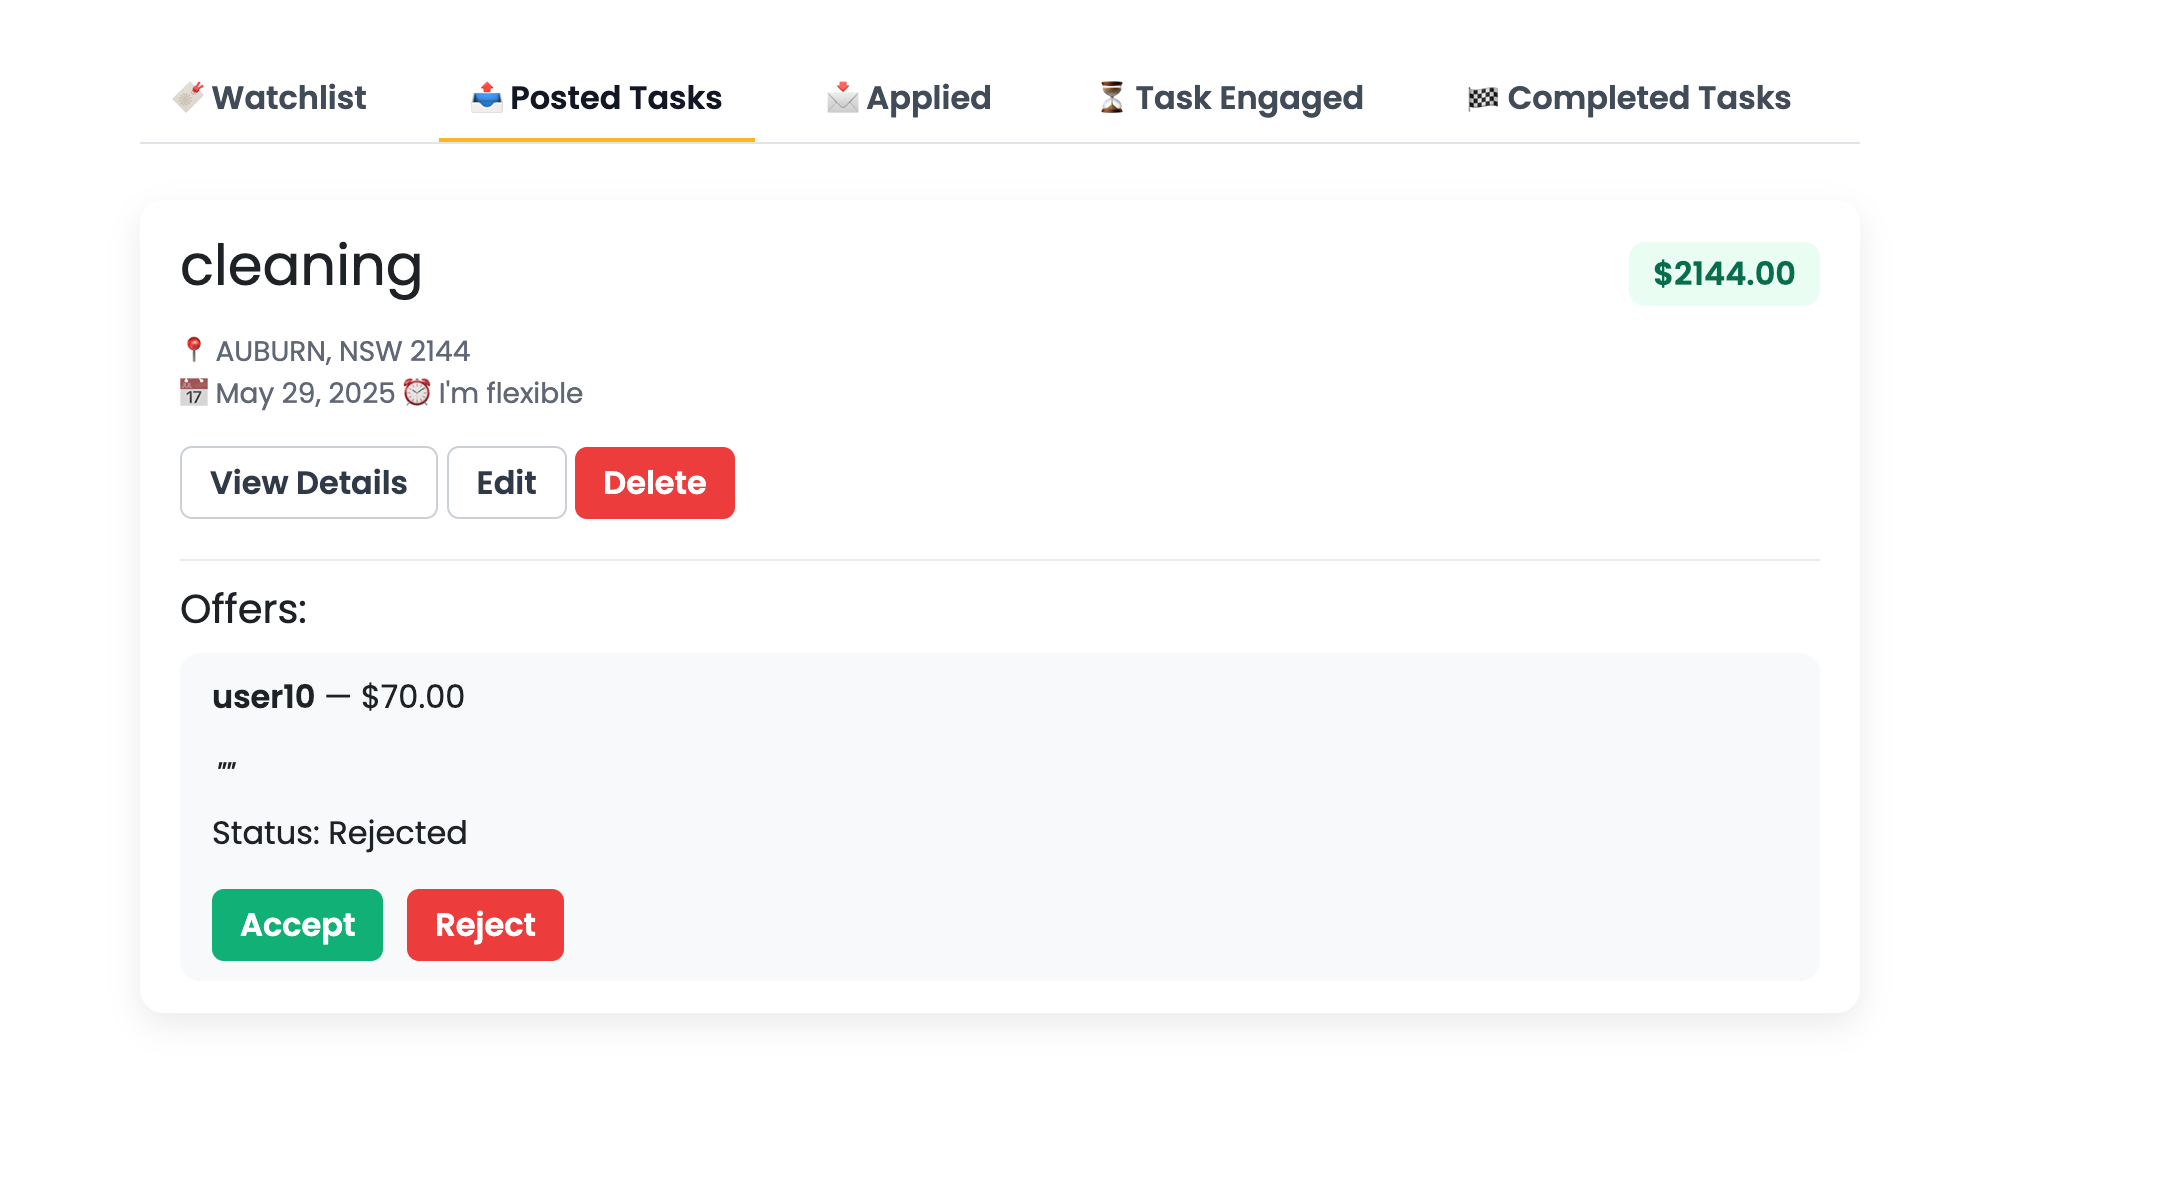 Watchlist
Posted Tasks
Applied
Task Engaged
Completed Tasks
cleaning
$2144.00
AUBURN, NSW 2144
17 May 29, 2025 I'm flexible
View Details
Edit
Delete
Offers:
user10 — $70.00
""
Status: Rejected
Accept
Reject